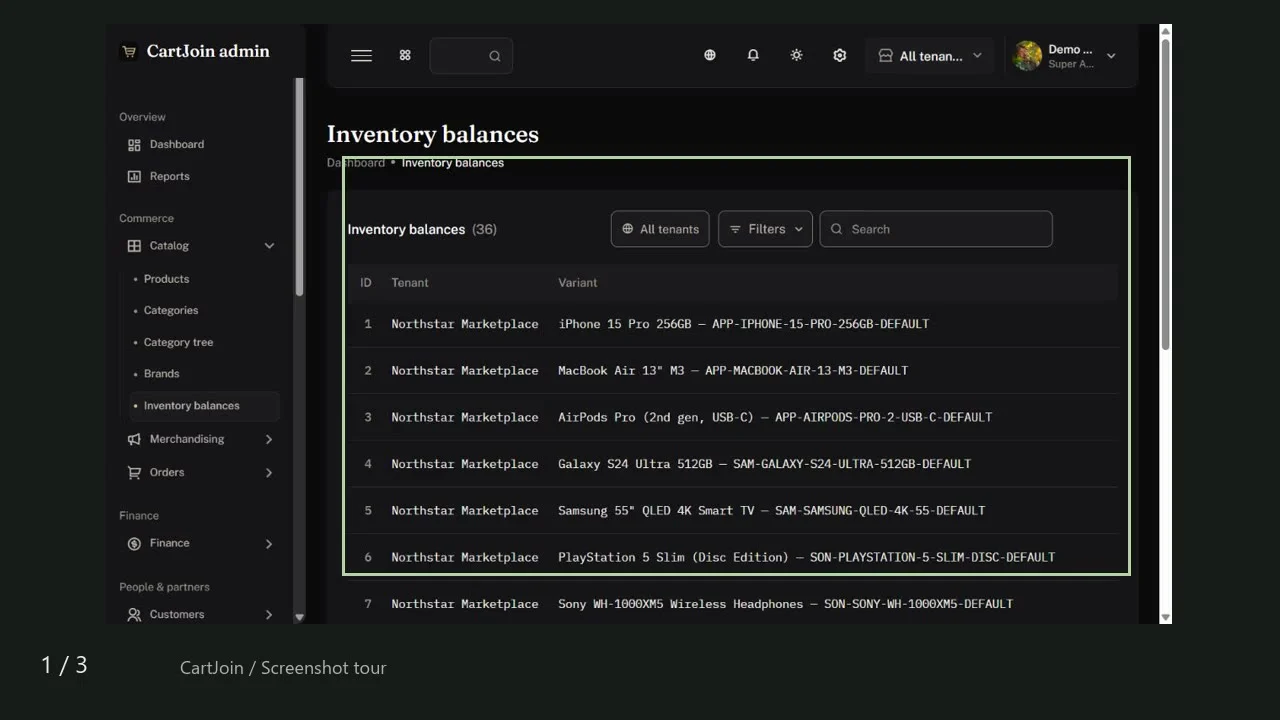 CartJoin admin
All tenan...
Demo ...
Super A...
Overview
Dashboard
Reports
Commerce
Catalog
Products
Categories
Category tree
Brands
Inventory balances
Merchandising
Orders
Finance
Finance
People & partners
Customers
Inventory balances
Dashboard • Inventory balances
Inventory balances (36)
All tenants
Filters
Search
ID Tenant Variant
1 Northstar Marketplace iPhone 15 Pro 256GB — APP-IPHONE-15-PRO-256GB-DEFAULT
2 Northstar Marketplace MacBook Air 13" M3 — APP-MACBOOK-AIR-13-M3-DEFAULT
3 Northstar Marketplace AirPods Pro (2nd gen, USB-C) — APP-AIRPODS-PRO-2-USB-C-DEFAULT
4 Northstar Marketplace Galaxy S24 Ultra 512GB — SAM-GALAXY-S24-ULTRA-512GB-DEFAULT
5 Northstar Marketplace Samsung 55" QLED 4K Smart TV — SAM-SAMSUNG-QLED-4K-55-DEFAULT
6 Northstar Marketplace PlayStation 5 Slim (Disc Edition) — SON-PLAYSTATION-5-SLIM-DISC-DEFAULT
7 Northstar Marketplace Sony WH-1000XM5 Wireless Headphones — SON-SONY-WH-1000XM5-DEFAULT
1 / 3
CartJoin / Screenshot tour